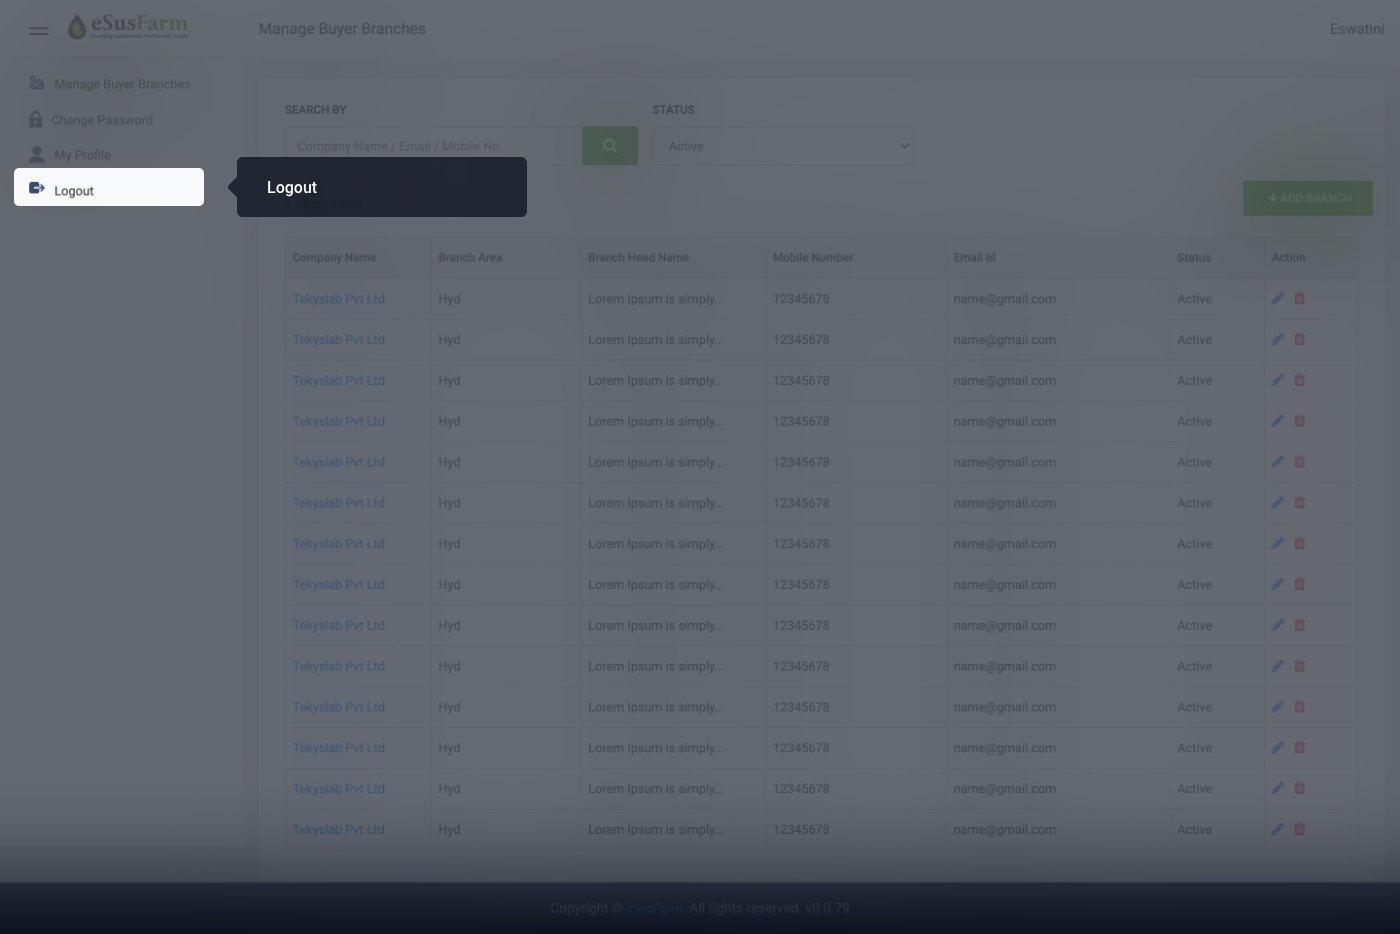 eSusFarm
Manage Buyer Branches
Eswatini
Manage Buyer Branches
Change Password
My Profile
Logout
Logout
SEARCH BY
STATUS
Company Name / Email / Mobile No.
Active
+ ADD BRANCH
Company Name Branch Area Branch Head Name Mobile Number Email Id Status Action
Tekyslab Pvt Ltd Hyd Lorem Ipsum is simply... 12345678 name@gmail.com Active
Tekyslab Pvt Ltd Hyd Lorem Ipsum is simply... 12345678 name@gmail.com Active
Tekyslab Pvt Ltd Hyd Lorem Ipsum is simply... 12345678 name@gmail.com Active
Tekyslab Pvt Ltd Hyd Lorem Ipsum is simply... 12345678 name@gmail.com Active
Tekyslab Pvt Ltd Hyd Lorem Ipsum is simply... 12345678 name@gmail.com Active
Tekyslab Pvt Ltd Hyd Lorem Ipsum is simply... 12345678 name@gmail.com Active
Tekyslab Pvt Ltd Hyd Lorem Ipsum is simply... 12345678 name@gmail.com Active
Tekyslab Pvt Ltd Hyd Lorem Ipsum is simply... 12345678 name@gmail.com Active
Tekyslab Pvt Ltd Hyd Lorem Ipsum is simply... 12345678 name@gmail.com Active
Tekyslab Pvt Ltd Hyd Lorem Ipsum is simply... 12345678 name@gmail.com Active
Tekyslab Pvt Ltd Hyd Lorem Ipsum is simply... 12345678 name@gmail.com Active
Tekyslab Pvt Ltd Hyd Lorem Ipsum is simply... 12345678 name@gmail.com Active
Tekyslab Pvt Ltd Hyd Lorem Ipsum is simply... 12345678 name@gmail.com Active
Tekyslab Pvt Ltd Hyd Lorem Ipsum is simply... 12345678 name@gmail.com Active
Copyright © eSusFarm. All rights reserved. v0.0.79